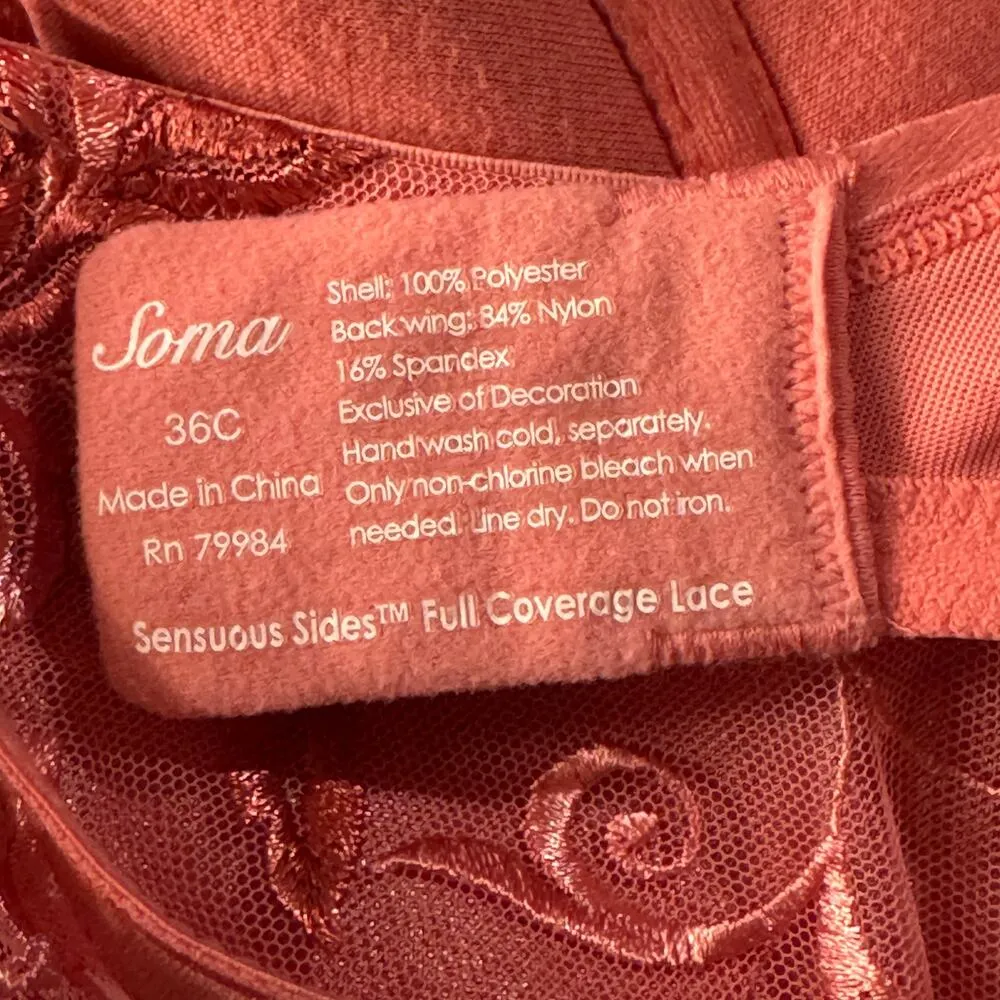 Soma
36C
Made in China
Rn 79984
Shell: 100% Polyester
Back wing: 84% Nylon
16% Spandex
Exclusive of Decoration
Hand wash cold, separately.
Only non-chlorine bleach when
needed. Line dry. Do not iron.
Sensuous Sides™ Full Coverage Lace